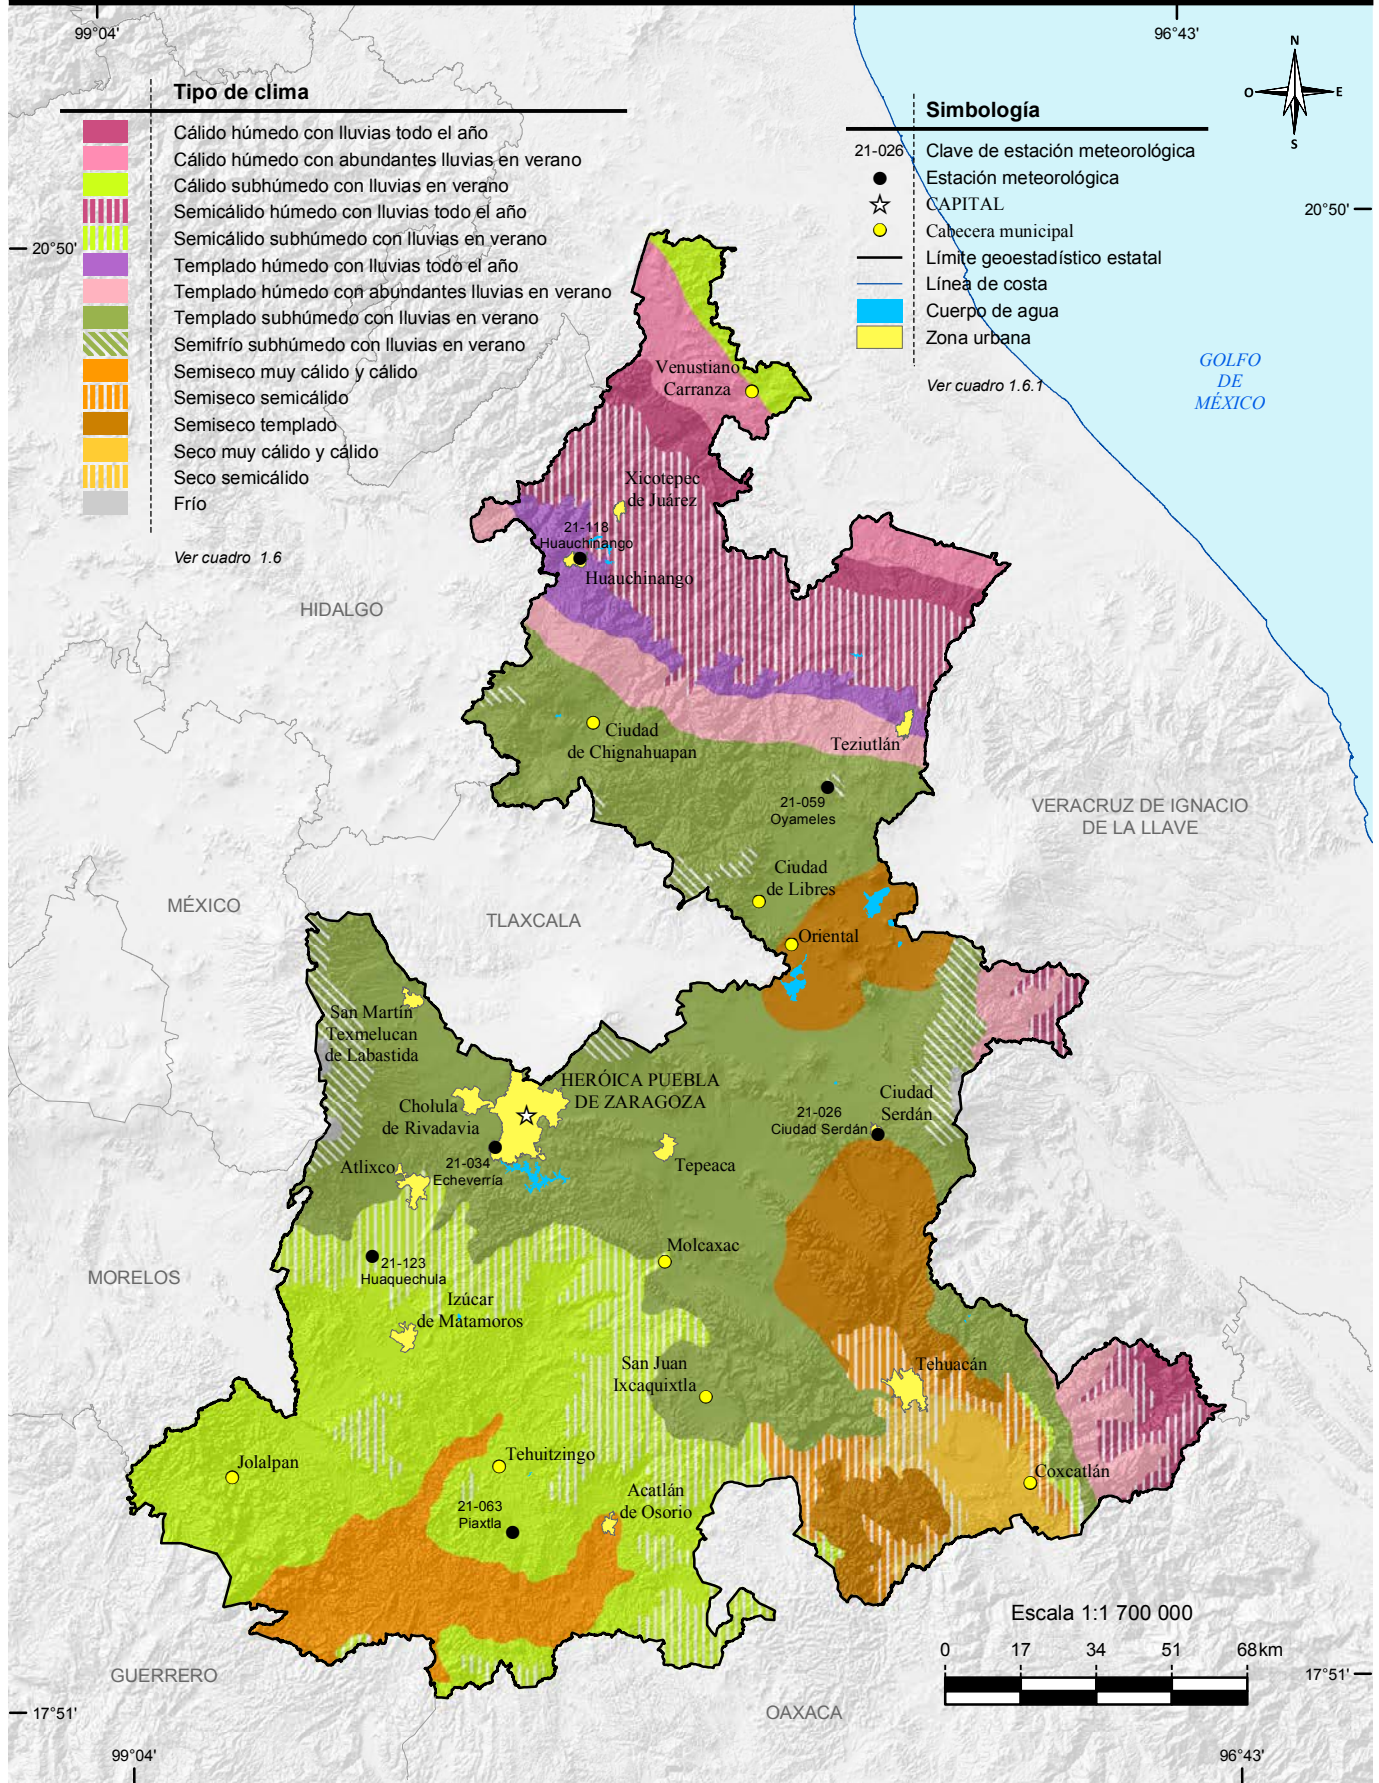 99°04'
96°43'
Tipo de clima
Cálido húmedo con lluvias todo el año
Cálido húmedo con abundantes lluvias en verano
Cálido subhúmedo con lluvias en verano
Semicálido húmedo con lluvias todo el año
Semicálido subhúmedo con lluvias en verano
Templado húmedo con lluvias todo el año
Templado húmedo con abundantes lluvias en verano
Templado subhúmedo con lluvias en verano
Semifrío subhúmedo con lluvias en verano
Semiseco muy cálido y cálido
Semiseco semicálido
Semiseco templado
Seco muy cálido y cálido
Seco semicálido
Frío
Ver cuadro 1.6
N
O
E
S
Simbología
21-026 Clave de estación meteorológica
Estación meteorológica
CAPITAL
Cabecera municipal
Límite geoestadístico estatal
Línea de costa
Cuerpo de agua
Zona urbana
Ver cuadro 1.6.1
20°50'
20°50'
GOLFO
DE
MÉXICO
Venustiano
Carranza
Xicotepec
de Juárez
21-118
Huauchinango
Huauchinango
HIDALGO
Ciudad
de Chignahuapan
Teziutlán
21-059
Oyameles
VERACRUZ DE IGNACIO
DE LA LLAVE
Ciudad
de Libres
MÉXICO
TLAXCALA
Oriental
San Martín
Texmelucan
de Labastida
HERÓICA PUEBLA
DE ZARAGOZA
Cholula
de Rivadavia
Ciudad
Serdán
21-026
Ciudad Serdán
Atlixco
21-034
Echeverría
Tepeaca
Molcaxac
21-123
Huaquechula
MORELOS
Izúcar
de Matamoros
San Juan
Ixcaquixtla
Tehuacán
Jolalpan
Tehuitzingo
Coxcatlán
Acatlán
de Osorio
21-063
Piaxtla
Escala 1:1 700 000
0 17 34 51 68km
GUERRERO
OAXACA
17°51'
17°51'
99°04'
96°43'